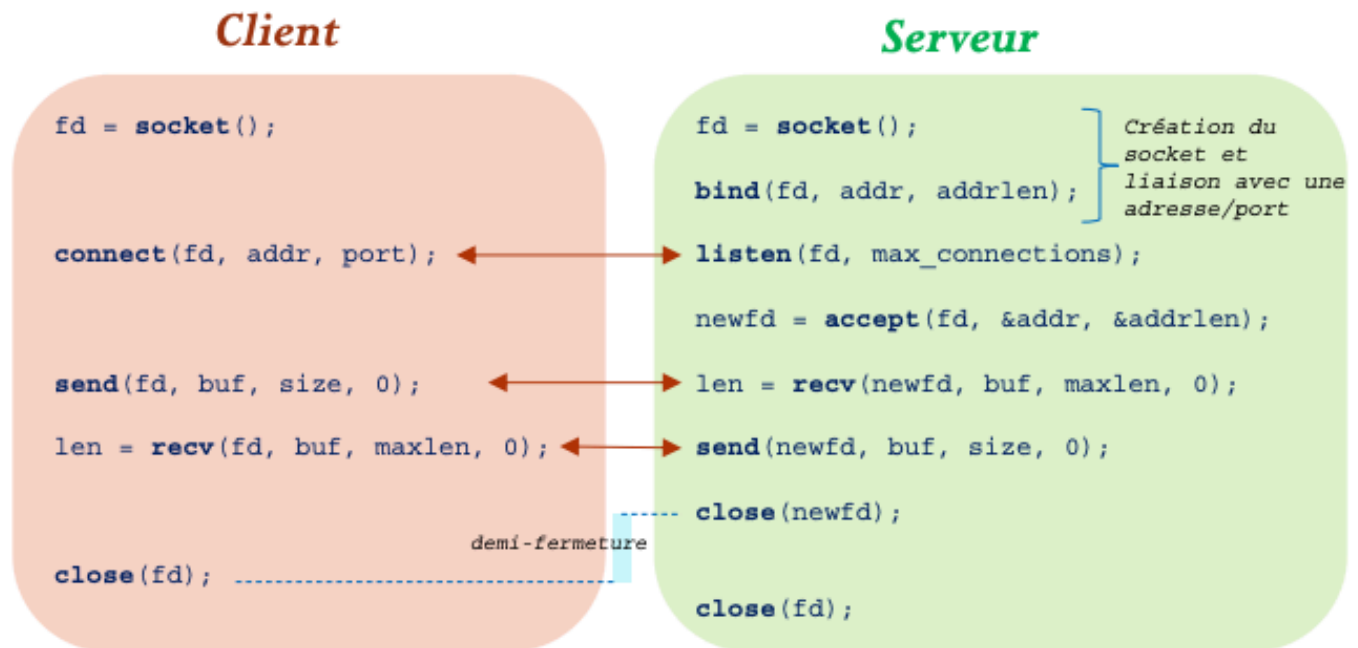 Client
fd = socket();
connect(fd, addr, port);
send(fd, buf, size, 0);
len = recv(fd, buf, maxlen, 0);
demi-fermeture
close(fd);
Serveur
fd = socket();
bind(fd, addr, addrlen);
Création du
socket et
liaison avec une
adresse/port
listen(fd, max_connections);
newfd = accept(fd, &addr, &addrlen);
len = recv(newfd, buf, maxlen, 0);
send(newfd, buf, size, 0);
close(newfd);
close(fd);